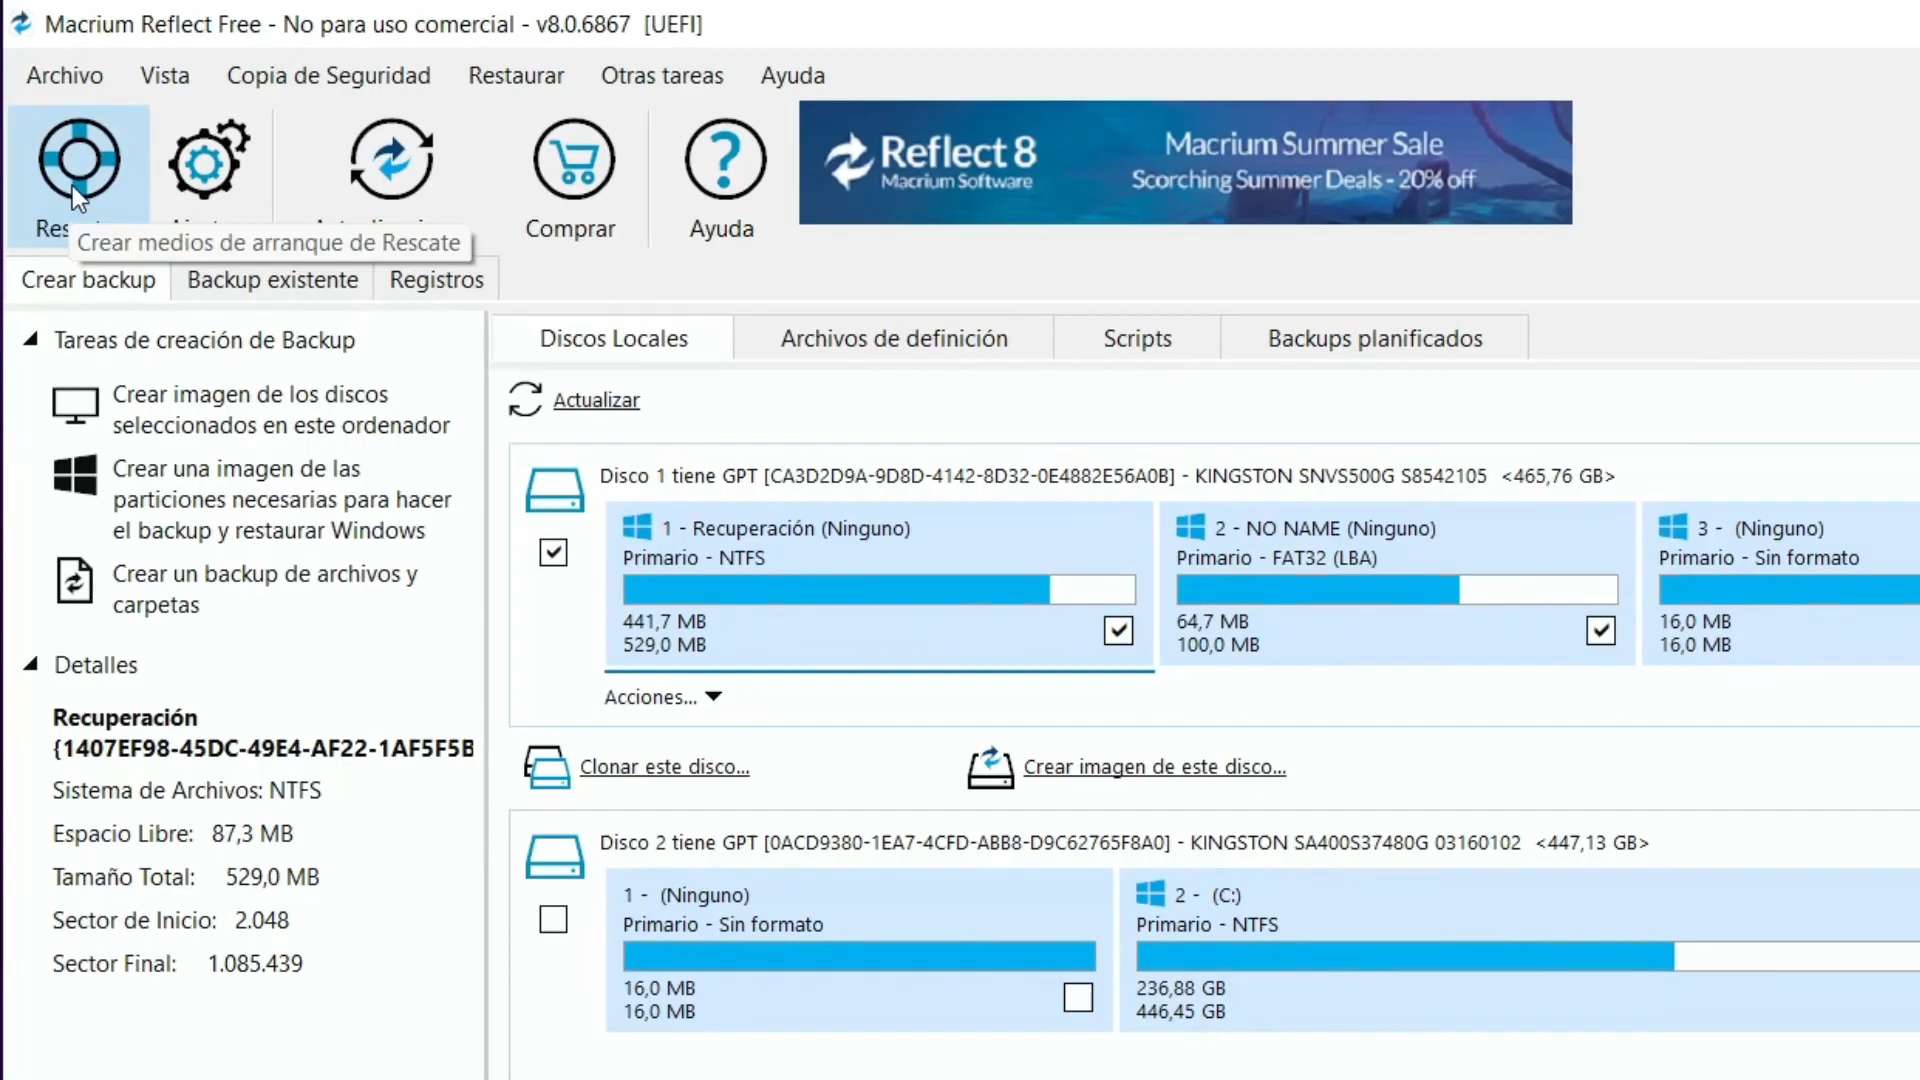 Macrium Reflect Free - No para uso comercial - v8.0.6867 [UEFI]
Archivo Vista Copia de Seguridad Restaurar Otras tareas Ayuda
Comprar
Ayuda
Reflect 8
Macrium Software
Macrium Summer Sale
Scorching Summer Deals - 20% off
Crear medios de arranque de Rescate
Crear backup Backup existente Registros
Tareas de creación de Backup
Crear imagen de los discos
seleccionados en este ordenador
Crear una imagen de las
particiones necesarias para hacer
el backup y restaurar Windows
Crear un backup de archivos y
carpetas
Detalles
Recuperación
{1407EF98-45DC-49E4-AF22-1AF5F5B
Sistema de Archivos: NTFS
Espacio Libre: 87,3 MB
Tamaño Total: 529,0 MB
Sector de Inicio: 2.048
Sector Final: 1.085.439
Discos Locales Archivos de definición Scripts Backups planificados
Actualizar
Disco 1 tiene GPT [CA3D2D9A-9D8D-4142-8D32-0E4882E56A0B] - KINGSTON SNVS500G S8542105 <465,76 GB>
1 - Recuperación (Ninguno)
Primario - NTFS
441,7 MB
529,0 MB
2 - NO NAME (Ninguno)
Primario - FAT32 (LBA)
64,7 MB
100,0 MB
3 - (Ninguno)
Primario - Sin formato
16,0 MB
16,0 MB
Acciones...
Clonar este disco...
Crear imagen de este disco...
Disco 2 tiene GPT [0ACD9380-1EA7-4CFD-ABB8-D9C62765F8A0] - KINGSTON SA400S37480G 03160102 <447,13 GB>
1 - (Ninguno)
Primario - Sin formato
16,0 MB
16,0 MB
2 - (C:)
Primario - NTFS
236,88 GB
446,45 GB